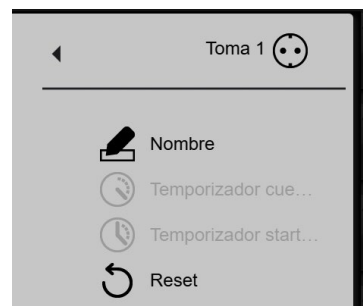 Toma 1
Nombre
Temporizador cue...
Temporizador start...
Reset